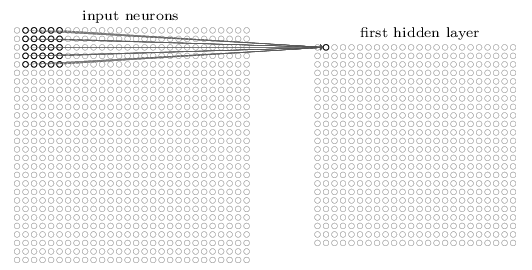 input neurons
first hidden layer